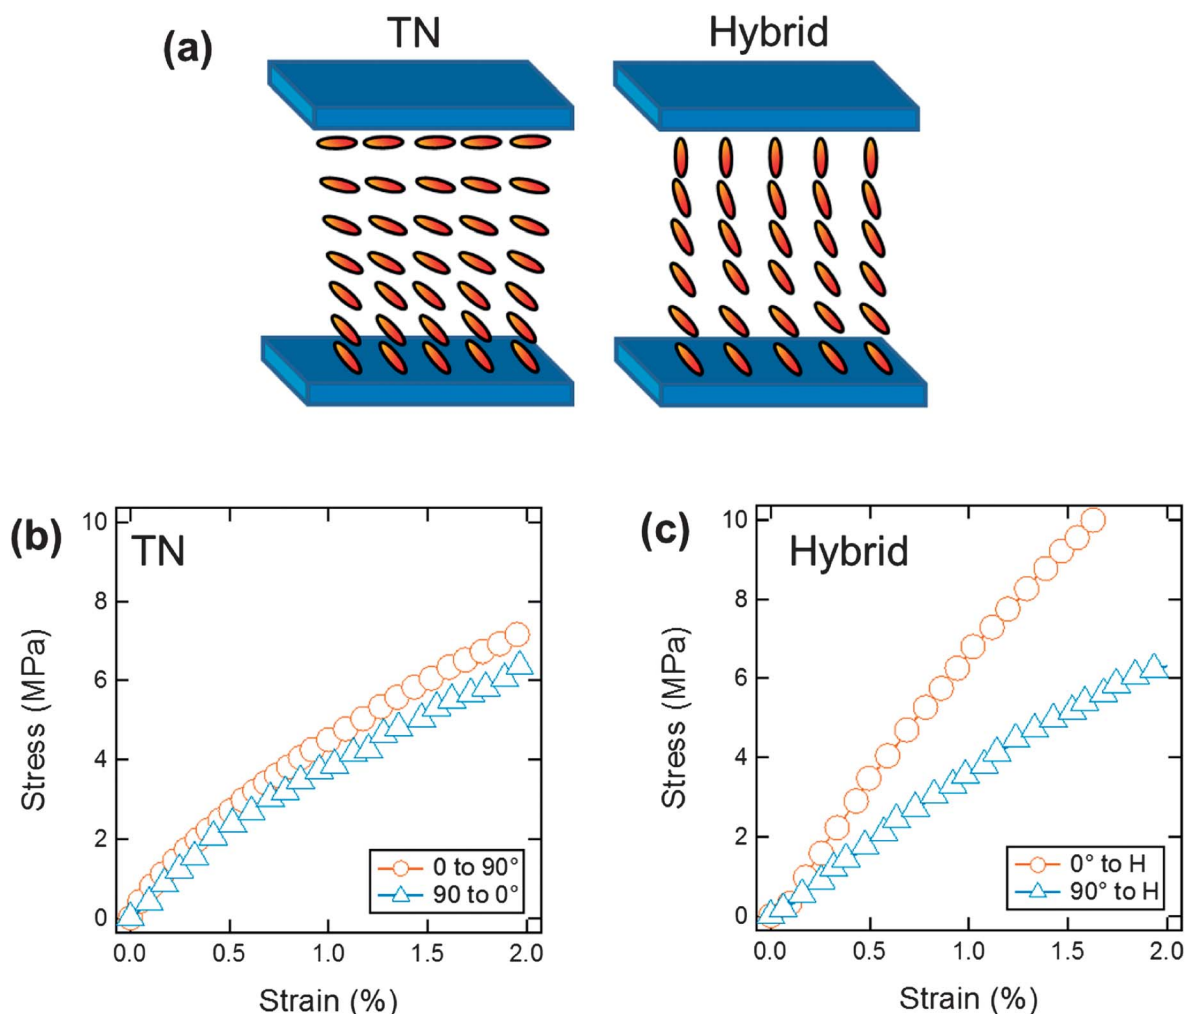 (a)
TN
Hybrid
(b)
TN
Stress (MPa)
10
8
6
4
2
0
0 to 90°
90 to 0°
0.0 0.5 1.0 1.5 2.0
Strain (%)
(c)
Hybrid
Stress (MPa)
10
8
6
4
2
0
0° to H
90° to H
0.0 0.5 1.0 1.5 2.0
Strain (%)